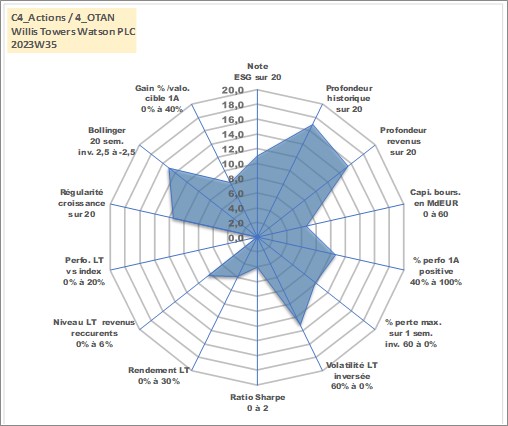 C4_Actions / 4_OTAN
Willis Towers Watson PLC
2023W35
Note
ESG sur 20
Profondeur
historique
sur 20
Profondeur
revenus
sur 20
Capi. bours.
en MdEUR
0 à 60
% perfo 1A
positive
40% à 100%
% perte max.
sur 1 sem.
inv. 60 à 0%
Volatilité LT
inversée
60% à 0%
Ratio Sharpe
0 à 2
Rendement LT
0% à 30%
Niveau LT revenus
reccurents
0% à 6%
Perfo. LT
vs index
0% à 20%
Régularité
croissance
sur 20
Bollinger
20 sem.
inv. 2,5 à -2,5
Gain % /valo.
cible 1A
0% à 40%
20,0
18,0
16,0
14,0
12,0
10,0
8,0
6,0
4,0
2,0
0,0